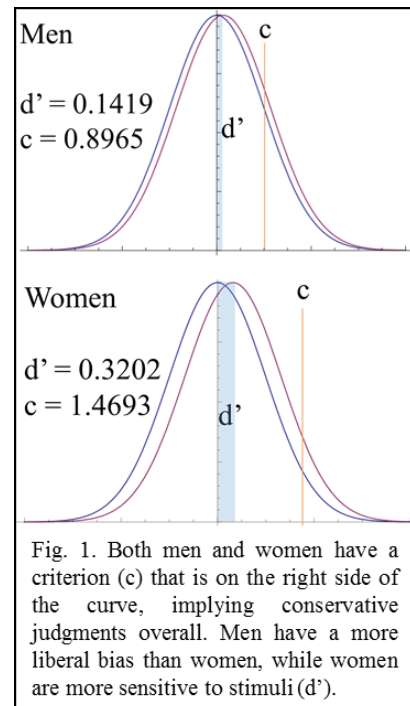 Men
c
d’ = 0.1419
c = 0.8965
d’
Women
c
d’ = 0.3202
c = 1.4693
d’
Fig. 1. Both men and women have a
criterion (c) that is on the right side of
the curve, implying conservative
judgments overall. Men have a more
liberal bias than women, while women
are more sensitive to stimuli (d’).